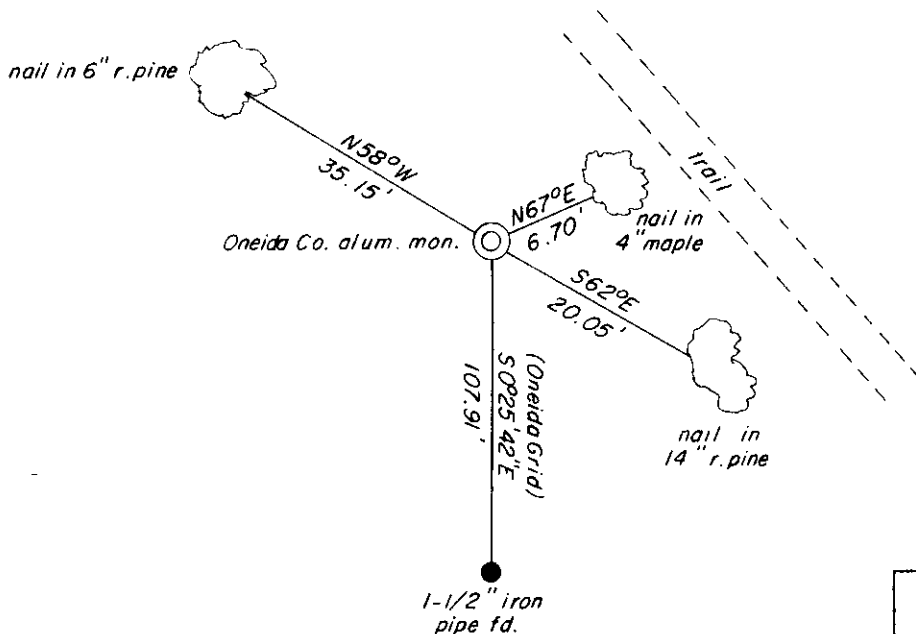 nail in 6" r. pine
N58°W
35.15'
trail
N67°E
6.70'
nail in
4" maple
Oneida Co. alum. mon.
S62°E
20.05'
(Oneida Grid)
S0°25'42"E
107.91'
nail in
14" r. pine
1-1/2" iron
pipe fd.